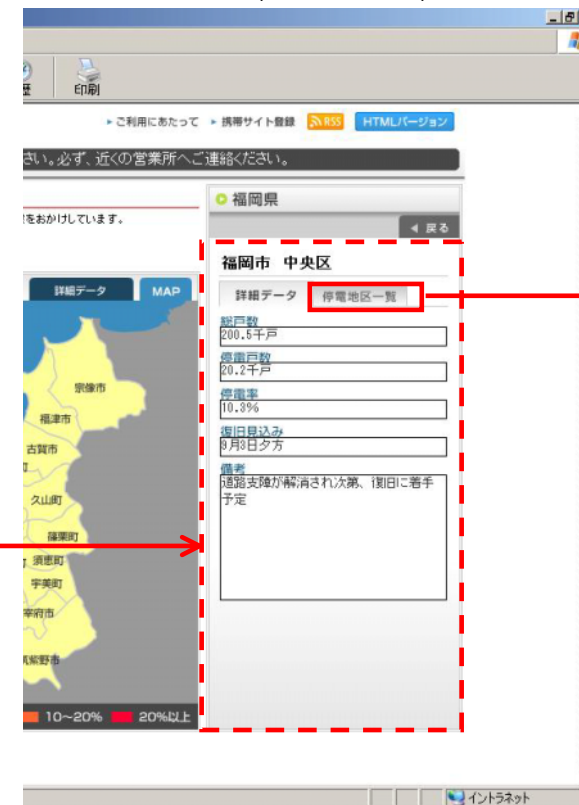 印刷
ご利用にあたって
携帯サイト登録
RSS
HTMLバージョン
さい。必ず、近くの営業所へご連絡ください。
福岡県
をおかけしています。
戻る
福岡市 中央区
詳細データ
MAP
詳細データ
停電地区一覧
総戸数
200.5千戸
停電戸数
20.2千戸
停電率
10.3%
復旧見込み
9月3日夕方
備考
道路支障が解消され次第、復旧に着手
予定
宗像市
福津市
古賀市
久山町
篠栗町
須恵町
宇美町
宰府市
筑紫野市
10~20%
20%以上
イントラネット